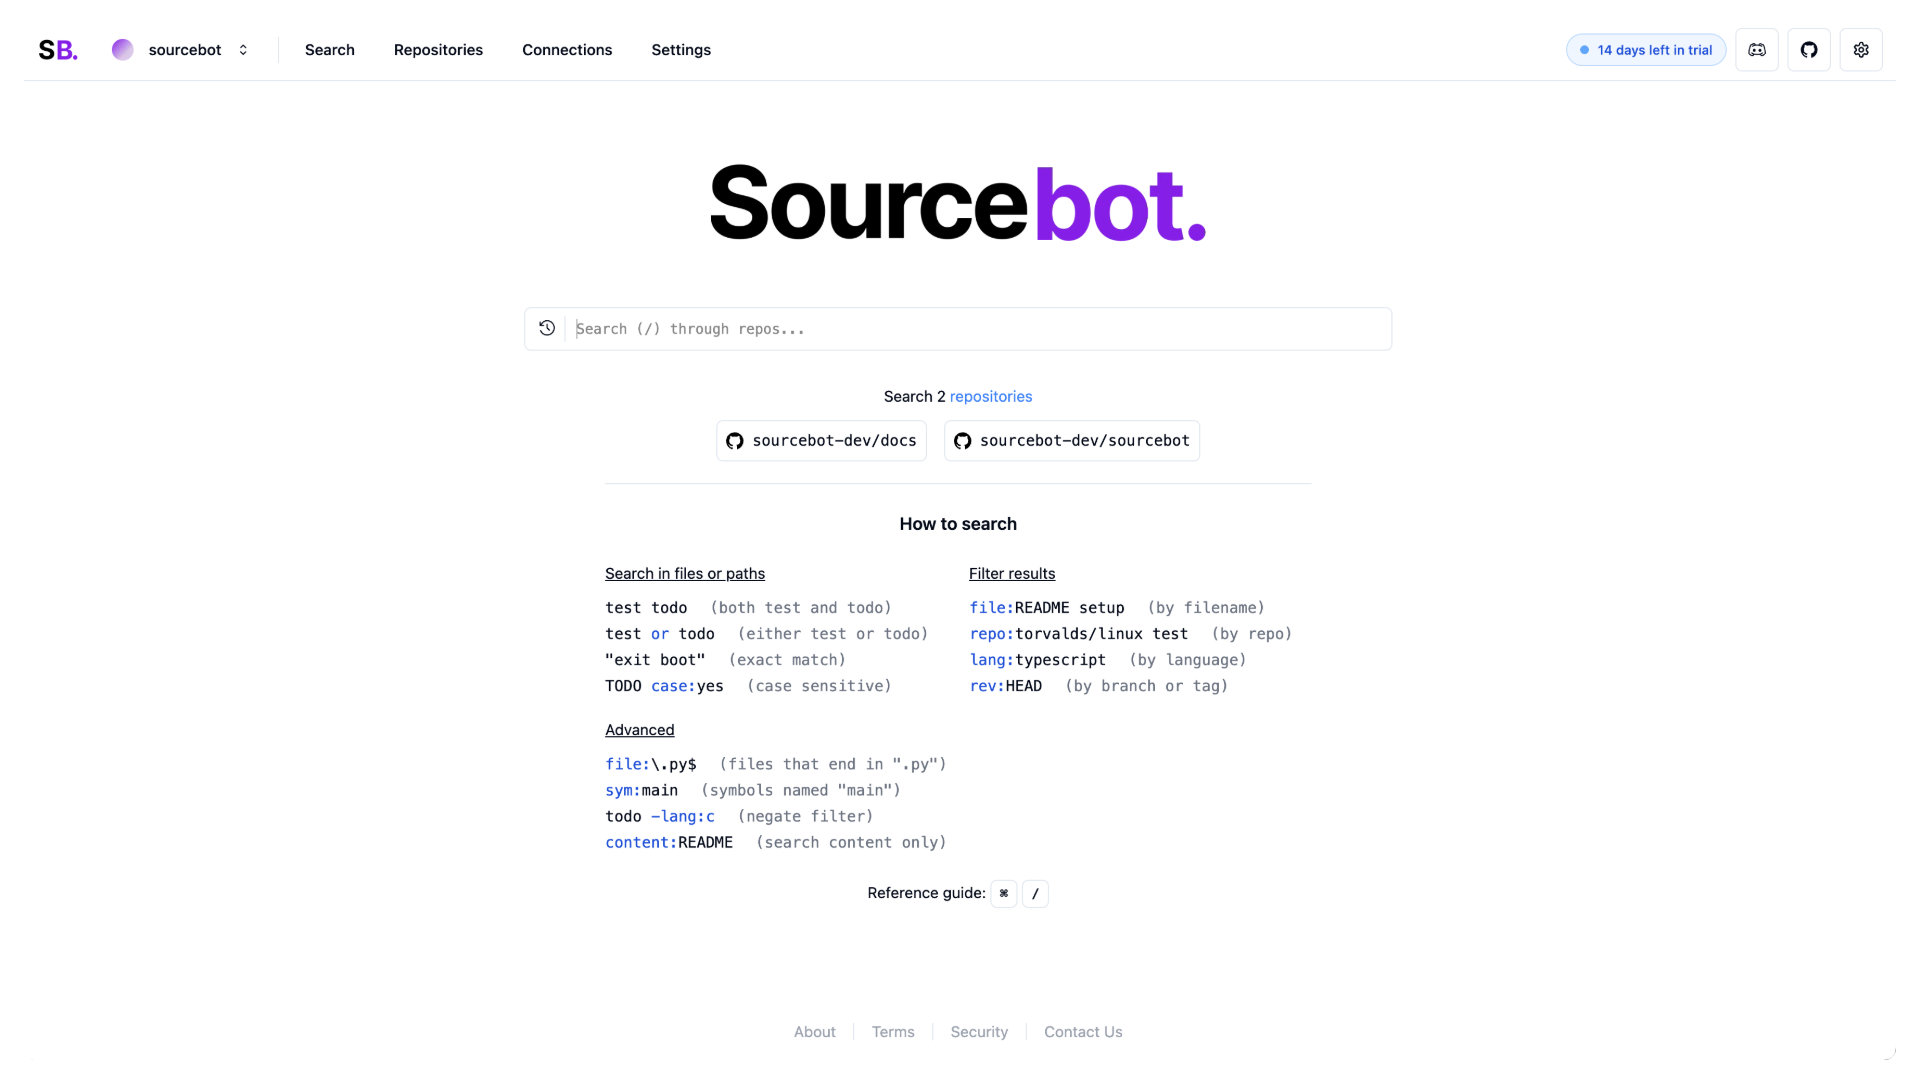 SB. sourcebot Search Repositories Connections Settings 14 days left in trial
Sourcebot.
Search (/) through repos...
Search 2 repositories
sourcebot-dev/docs sourcebot-dev/sourcebot
How to search
Search in files or paths
test todo (both test and todo)
test or todo (either test or todo)
"exit boot" (exact match)
TODO case:yes (case sensitive)
Filter results
file:README setup (by filename)
repo:torvalds/linux test (by repo)
lang:typescript (by language)
rev:HEAD (by branch or tag)
Advanced
file:\.py$ (files that end in ".py")
sym:main (symbols named "main")
todo -lang:c (negate filter)
content:README (search content only)
Reference guide: ⌘ /
About Terms Security Contact Us